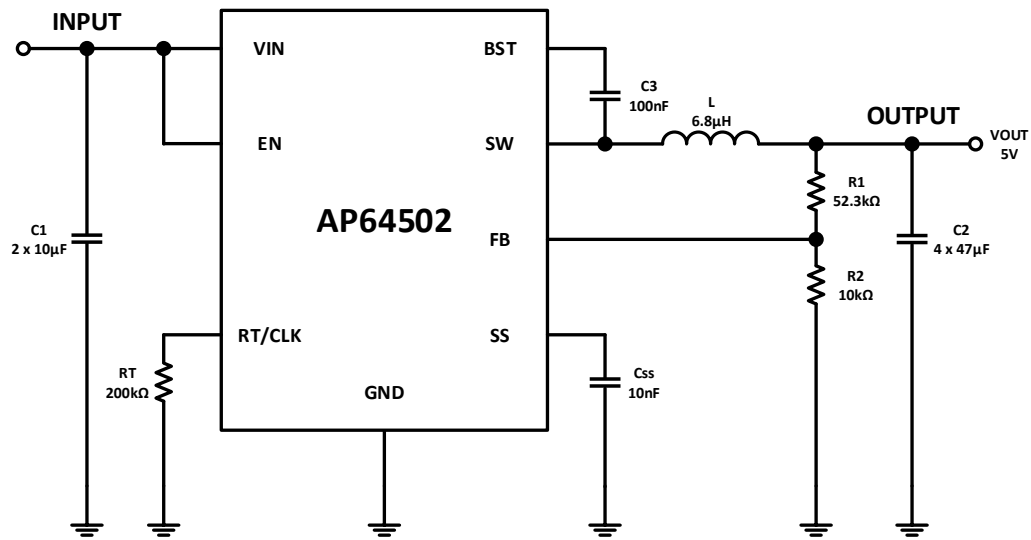 INPUT
VIN
BST
C3
100nF
L
6.8µH
OUTPUT
VOUT
5V
EN
SW
R1
52.3kΩ
C1
2 x 10µF
AP64502
FB
C2
4 x 47µF
R2
10kΩ
RT/CLK
SS
RT
200kΩ
Css
10nF
GND